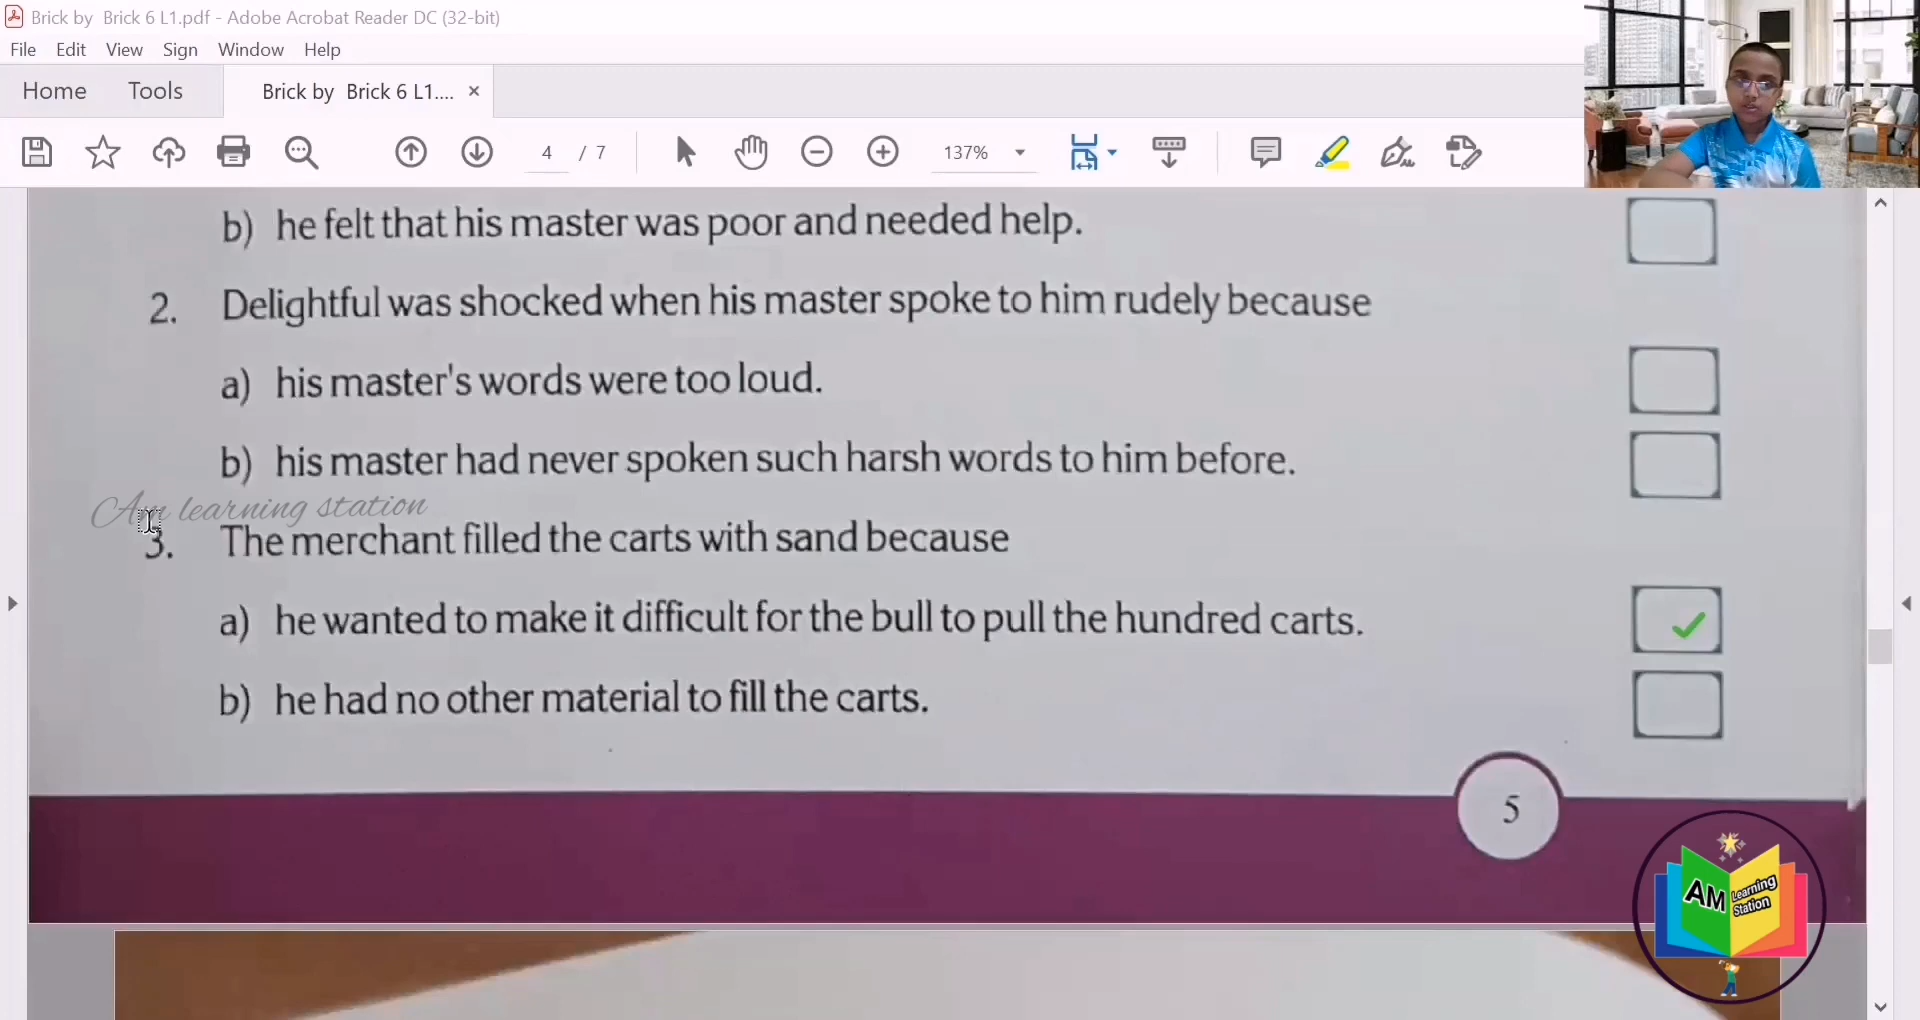 Brick by Brick 6 L1.pdf - Adobe Acrobat Reader DC (32-bit)
File Edit View Sign Window Help
Home Tools Brick by Brick 6 L1.... ×
4 / 7 137%
b) he felt that his master was poor and needed help.
2. Delightful was shocked when his master spoke to him rudely because
a) his master's words were too loud.
b) his master had never spoken such harsh words to him before.
Am learning station
3. The merchant filled the carts with sand because
a) he wanted to make it difficult for the bull to pull the hundred carts.
b) he had no other material to fill the carts.
5
AM Learning
Station